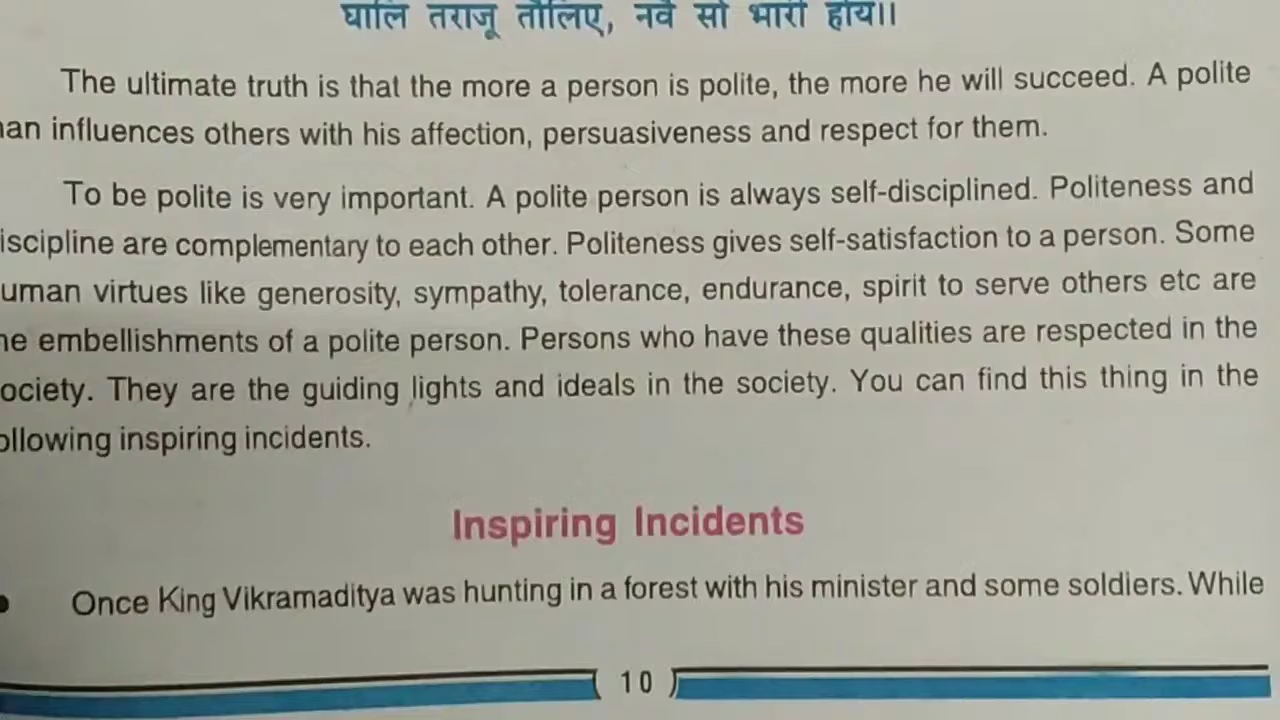 घालि तराजू तौलिए, नवै सो भारी होय।।
The ultimate truth is that the more a person is polite, the more he will succeed. A polite
an influences others with his affection, persuasiveness and respect for them.
To be polite is very important. A polite person is always self-disciplined. Politeness and
iscipline are complementary to each other. Politeness gives self-satisfaction to a person. Some
uman virtues like generosity, sympathy, tolerance, endurance, spirit to serve others etc are
he embellishments of a polite person. Persons who have these qualities are respected in the
ociety. They are the guiding lights and ideals in the society. You can find this thing in the
ollowing inspiring incidents.
Inspiring Incidents
• Once King Vikramaditya was hunting in a forest with his minister and some soldiers. While
10